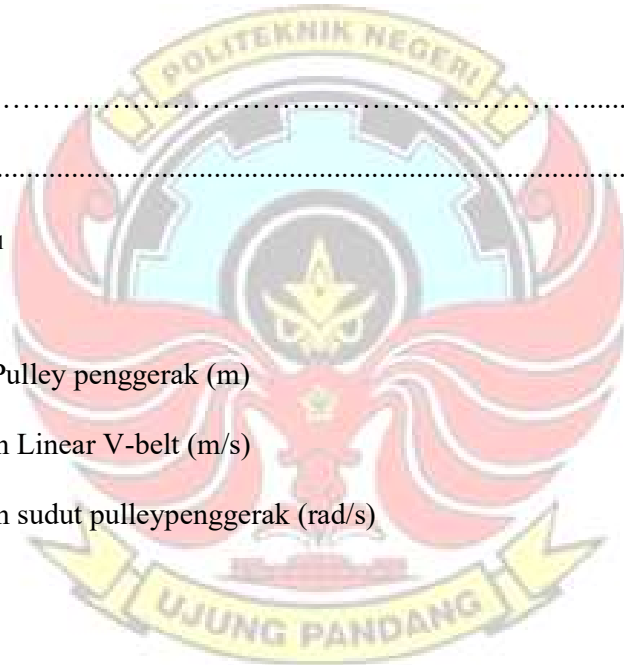 POLITEKNIK NEGERI
…………………………………………………......
..............................................................................
Pulley penggerak (m)
n Linear V-belt (m/s)
n sudut pulleypenggerak (rad/s)
UJUNG PANDANG